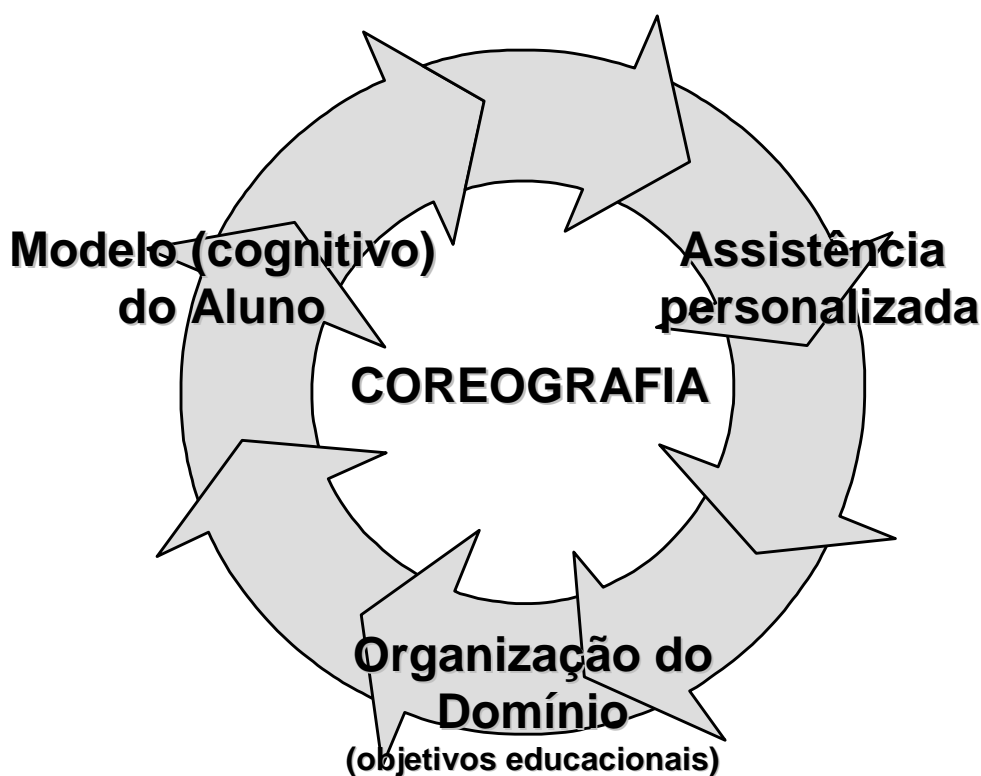 Modelo (cognitivo)
do Aluno
Assistência
personalizada
COREOGRAFIA
Organização do
Domínio
(objetivos educacionais)